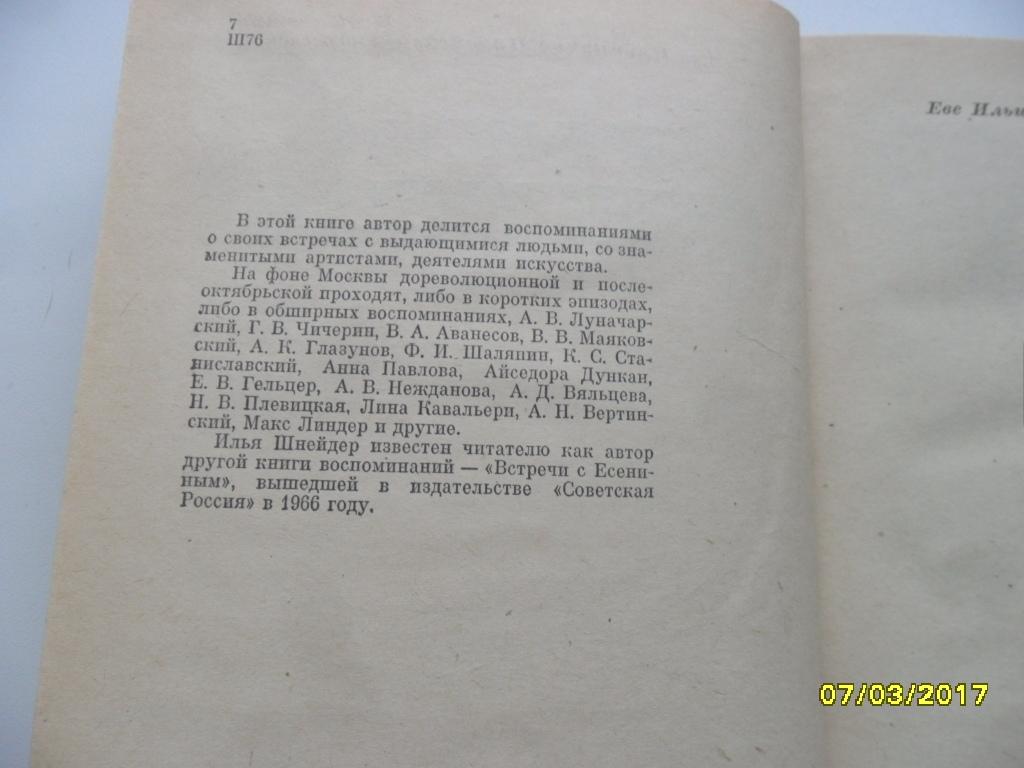 7
Ш76
В этой книге автор делится воспоминаниями
о своих встречах с выдающимися людьми, со зна-
менитыми артистами, деятелями искусства.
На фоне Москвы дореволюционной и после-
октябрьской проходят, либо в коротких эпизодах,
либо в обширных воспоминаниях, А. В. Луначар-
ский, Г. В. Чичерин, В. А. Аванесов, В. В. Маяков-
ский, А. К. Глазунов, Ф. И. Шаляпин, К. С. Ста-
ниславский, Анна Павлова, Айседора Дункан,
Е. В. Гельцер, А. В. Нежданова, А. Д. Вяльцева,
Н. В. Плевицкая, Лина Кавальери, А. Н. Вертин-
ский, Макс Линдер и другие.
Илья Шнейдер известен читателю как автор
другой книги воспоминаний — «Встречи с Есени-
ным», вышедшей в издательстве «Советская
Россия» в 1966 году.
Еве
07/03/2017